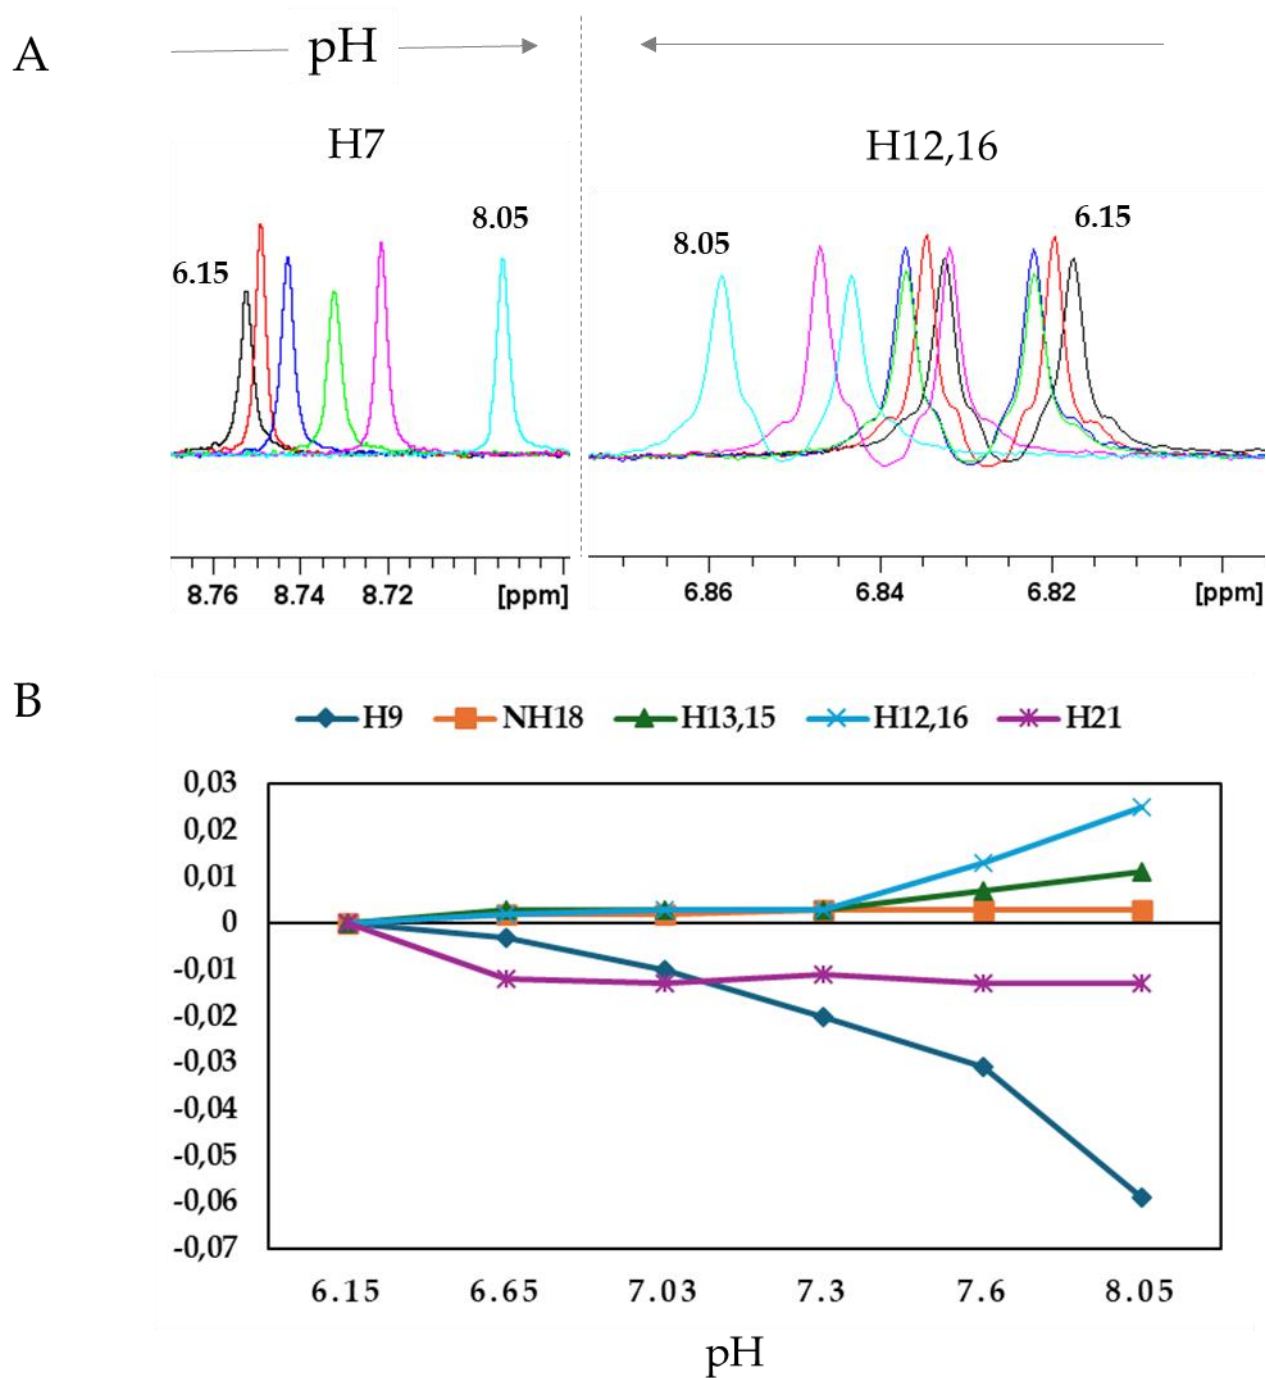 A
pH
H7
H12,16
6.15
8.05
8.05
6.15
8.76 8.74 8.72 [ppm]
6.86 6.84 6.82 [ppm]
B
H9 NH18 H13,15 H12,16 H21
0,03
0,02
0,01
0
-0,01
-0,02
-0,03
-0,04
-0,05
-0,06
-0,07
6.15 6.65 7.03 7.3 7.6 8.05
pH